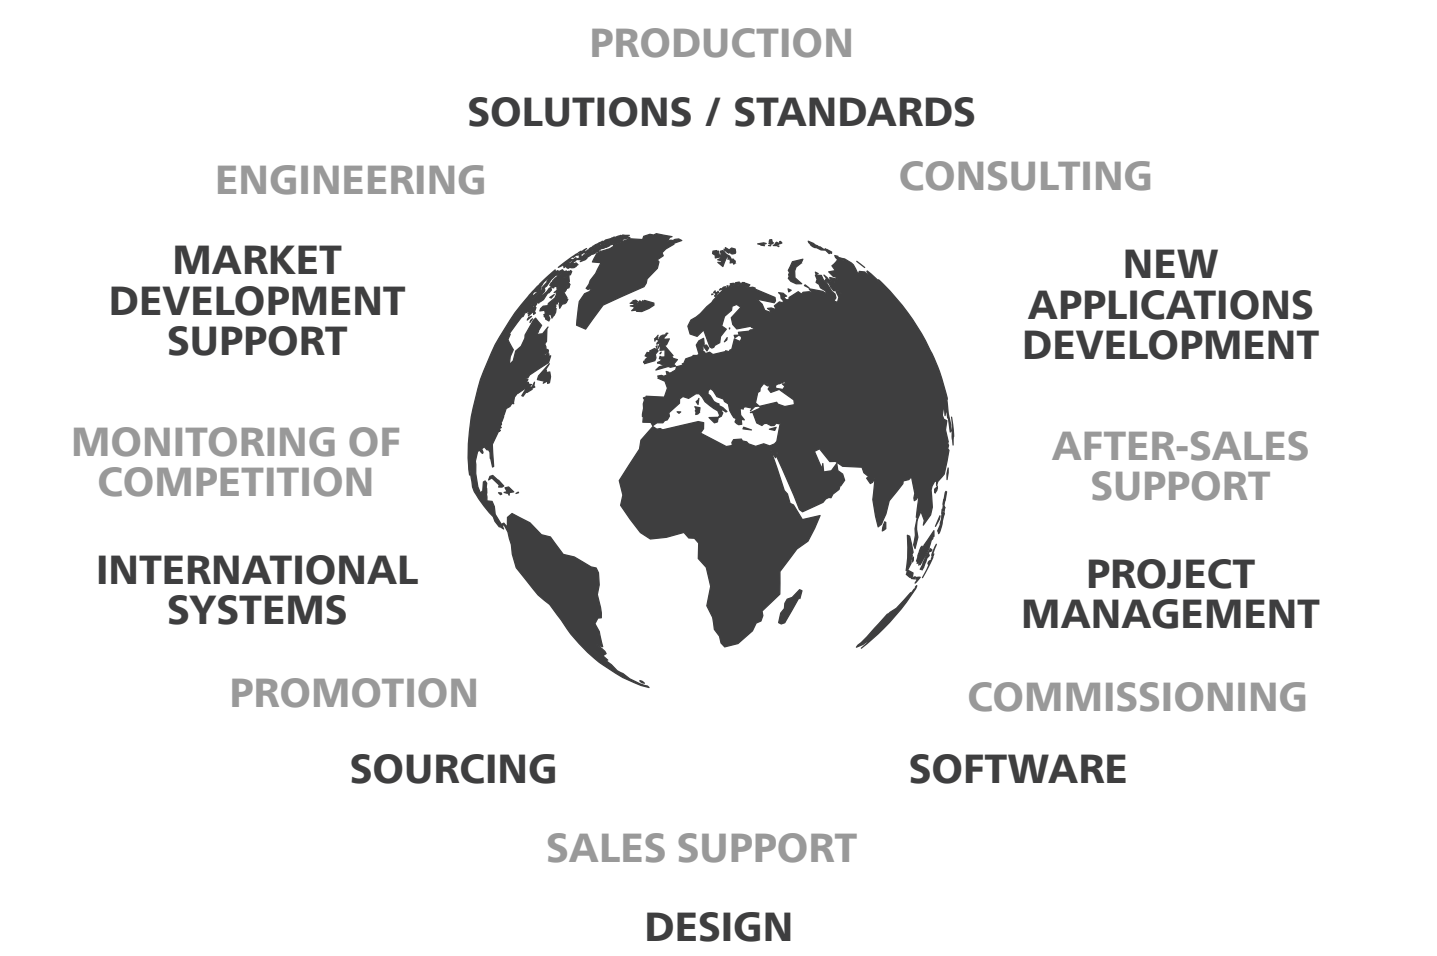 PRODUCTION
SOLUTIONS / STANDARDS
ENGINEERING
CONSULTING
MARKET
DEVELOPMENT
SUPPORT
NEW
APPLICATIONS
DEVELOPMENT
MONITORING OF
COMPETITION
AFTER-SALES
SUPPORT
INTERNATIONAL
SYSTEMS
PROJECT
MANAGEMENT
PROMOTION
COMMISSIONING
SOURCING
SOFTWARE
SALES SUPPORT
DESIGN